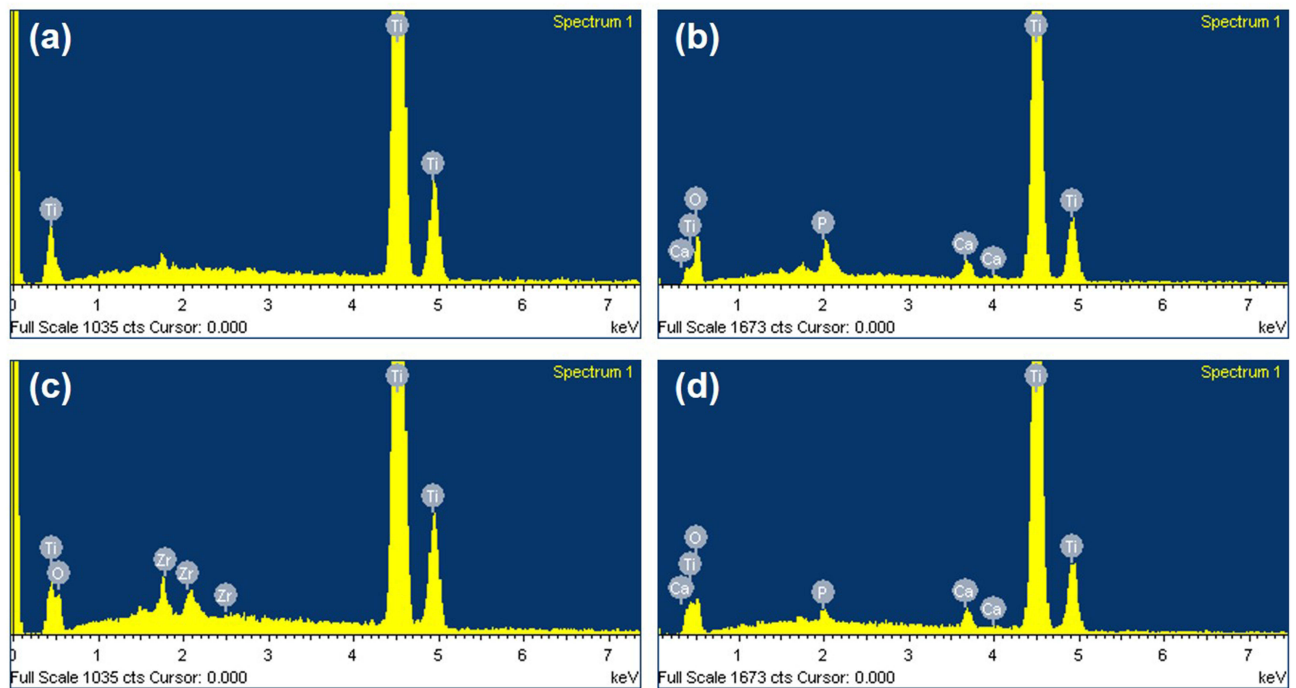 (a)
Spectrum 1
Ti
Ti
Ti
0 1 2 3 4 5 6 7
Full Scale 1035 cts Cursor: 0.000 keV
(b)
Spectrum 1
Ti
O
Ti
Ca
P
Ca
Ca
Ti
1 2 3 4 5 6 7
Full Scale 1673 cts Cursor: 0.000 keV
(c)
Spectrum 1
Ti
Ti
O
Zr
Zr
Zr
Ti
0 1 2 3 4 5 6 7
Full Scale 1035 cts Cursor: 0.000 keV
(d)
Spectrum 1
Ti
O
Ti
Ca
P
Ca
Ca
Ti
1 2 3 4 5 6 7
Full Scale 1673 cts Cursor: 0.000 keV